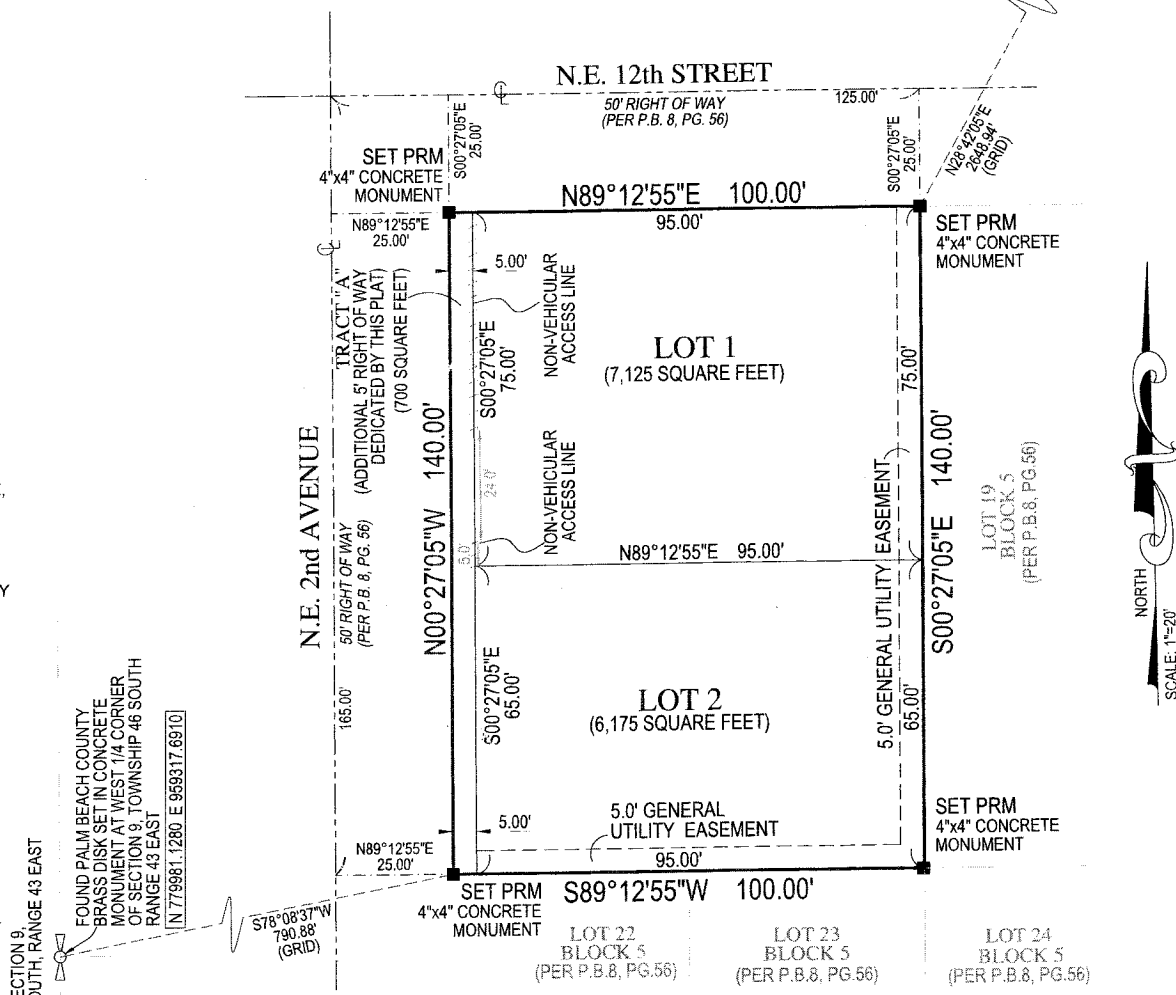 N.E. 12th STREET
℄
50' RIGHT OF WAY
(PER P.B. 8, PG. 56)
125.00'
S00°27'05"E
25.00'
S00°27'05"E
25.00'
N28°42'05"E
2648.94'
(GRID)
SET PRM
4"x4" CONCRETE
MONUMENT
N89°12'55"E 100.00'
95.00'
SET PRM
4"x4" CONCRETE
MONUMENT
N89°12'55"E
25.00'
℄
5.00'
TRACT "A"
(ADDITIONAL 5' RIGHT OF WAY
DEDICATED BY THIS PLAT)
(700 SQUARE FEET)
S00°27'05"E
75.00'
NON-VEHICULAR
ACCESS LINE
LOT 1
(7,125 SQUARE FEET)
75.00'
N.E. 2nd AVENUE
50' RIGHT OF WAY
(PER P.B. 8, PG. 56)
N00°27'05"W 140.00'
24.0'
5.0'
NON-VEHICULAR
ACCESS LINE
N89°12'55"E 95.00'
5.0' GENERAL UTILITY EASEMENT
S00°27'05"E 140.00'
LOT 19
BLOCK 5
(PER P.B.8, PG.56)
NORTH
SCALE: 1"=20'
Y
165.00'
S00°27'05"E
65.00'
LOT 2
(6,175 SQUARE FEET)
65.00'
FOUND PALM BEACH COUNTY
BRASS DISK SET IN CONCRETE
MONUMENT AT WEST 1/4 CORNER
OF SECTION 9, TOWNSHIP 46 SOUTH
RANGE 43 EAST
N 779981.1280 E 959317.6910
ECTION 9,
OUTH, RANGE 43 EAST
5.0' GENERAL
UTILITY EASEMENT
5.00'
95.00'
N89°12'55"E
25.00'
SET PRM
4"x4" CONCRETE
MONUMENT
SET PRM
4"x4" CONCRETE
MONUMENT
S89°12'55"W 100.00'
S78°08'37"W
790.88'
(GRID)
LOT 22
BLOCK 5
(PER P.B.8, PG.56)
LOT 23
BLOCK 5
(PER P.B.8, PG.56)
LOT 24
BLOCK 5
(PER P.B.8, PG.56)